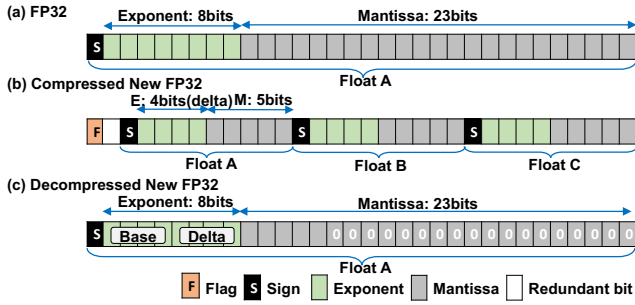 (a) FP32
Exponent: 8bits Mantissa: 23bits
S
Float A
(b) Compressed New FP32
E: 4bits(delta) M: 5bits
F S S S
Float A Float B Float C
(c) Decompressed New FP32
Exponent: 8bits Mantissa: 23bits
S Base Delta 0 0 0 0 0 0 0 0 0 0 0 0 0 0 0 0 0 0
Float A
F Flag S Sign Exponent Mantissa Redundant bit